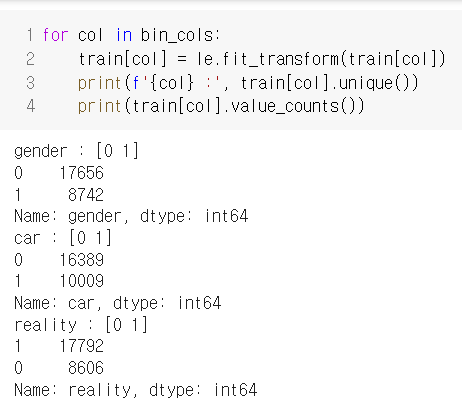 1 for col in bin_cols:
2     train[col] = le.fit_transform(train[col])
3     print(f'{col} :', train[col].unique())
4     print(train[col].value_counts())
gender : [0 1]
0    17656
1     8742
Name: gender, dtype: int64
car : [0 1]
0    16389
1    10009
Name: car, dtype: int64
reality : [0 1]
1    17792
0     8606
Name: reality, dtype: int64